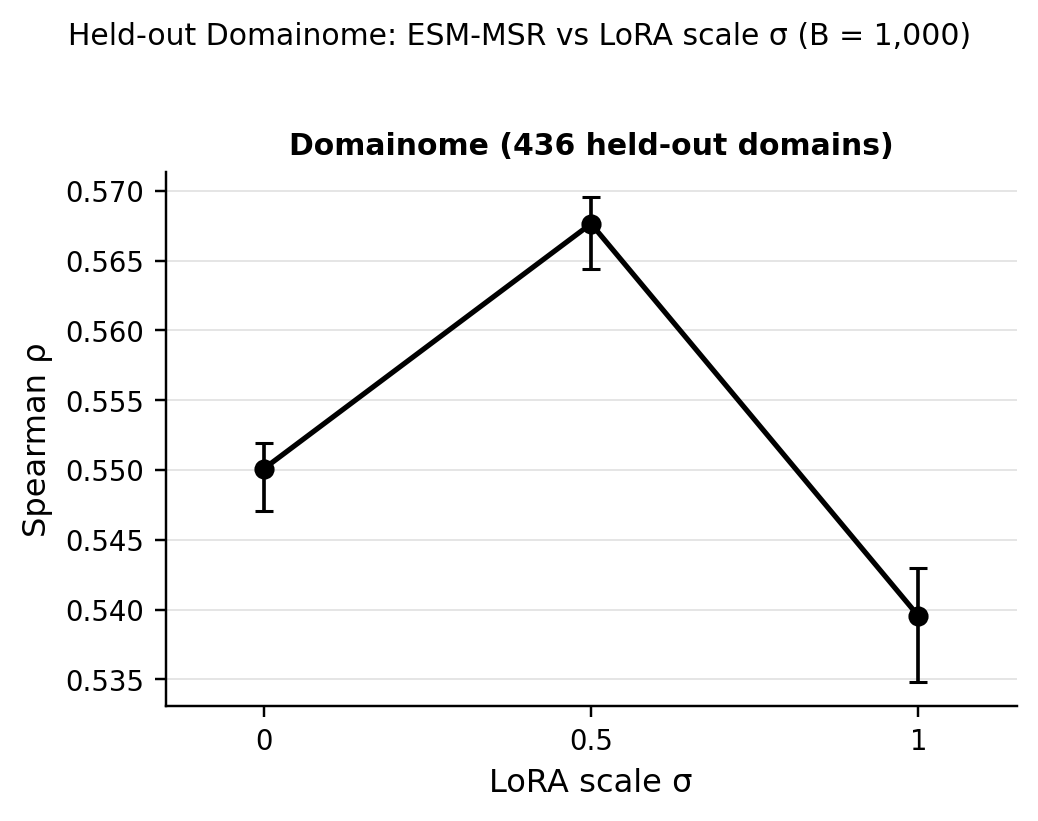 Held-out Domainome: ESM-MSR vs LoRA scale σ (B = 1,000)
Domainome (436 held-out domains)
0.570
0.565
0.560
0.555
0.550
0.545
0.540
0.535
Spearman ρ
0 0.5 1
LoRA scale σ